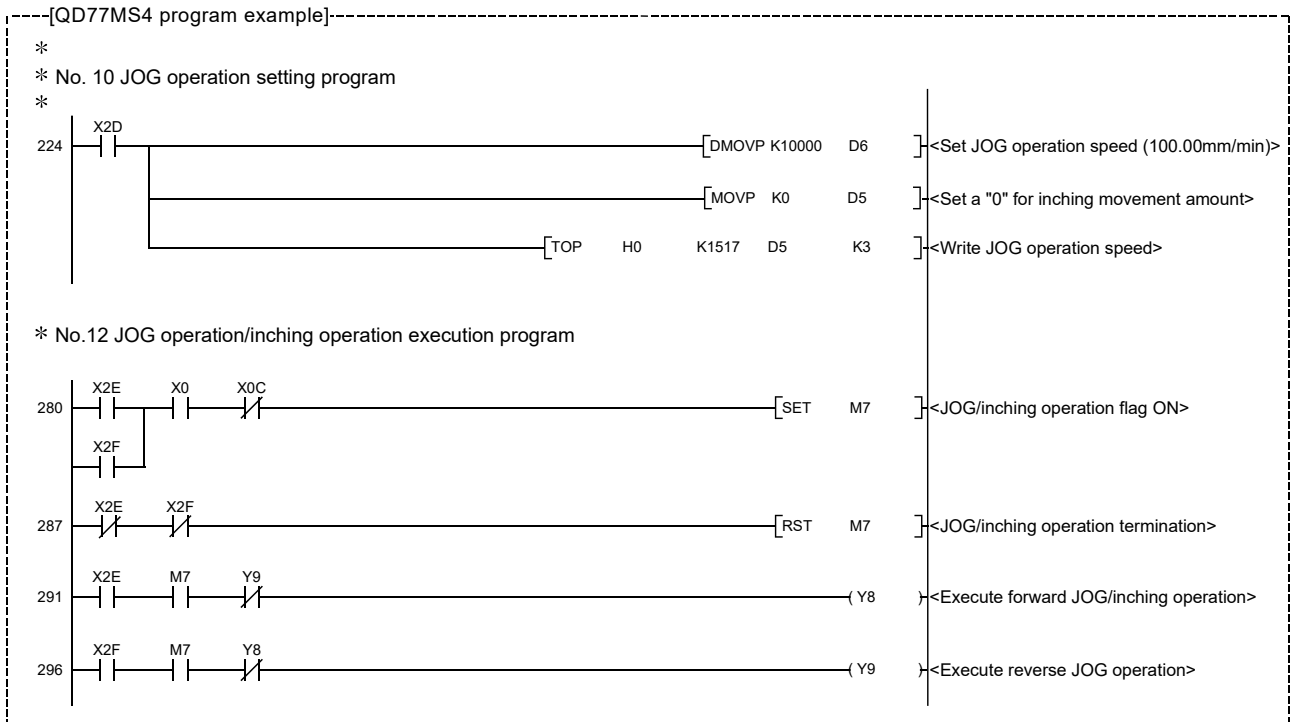 [QD77MS4 program example]
*
* No. 10 JOG operation setting program
*
X2D
224 [DMOVP K10000 D6 ] <Set JOG operation speed (100.00mm/min)>
[MOVP K0 D5 ] <Set a "0" for inching movement amount>
[TOP H0 K1517 D5 K3 ] <Write JOG operation speed>
* No.12 JOG operation/inching operation execution program
X2E X0 X0C
280 [SET M7 ] <JOG/inching operation flag ON>
X2F
X2E X2F
287 [RST M7 ] <JOG/inching operation termination>
X2E M7 Y9
291 ( Y8 ) <Execute forward JOG/inching operation>
X2F M7 Y8
296 ( Y9 ) <Execute reverse JOG operation>